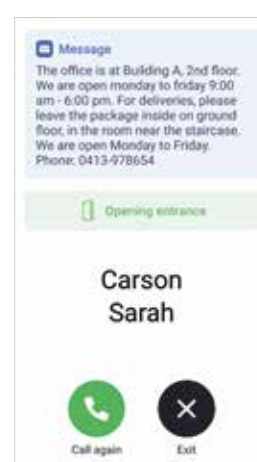 Message
The office is at Building A, 2nd floor.
We are open monday to friday 9:00
am - 6:00 pm. For deliveries, please
leave the package inside on ground
floor, in the room near the staircase.
We are open Monday to Friday.
Phone: 0413-978654
Opening entrance
Carson
Sarah
Call again
Exit